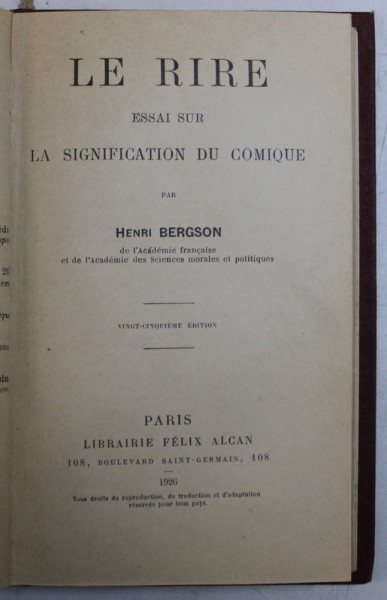 LE RIRE
ESSAI SUR
LA SIGNIFICATION DU COMIQUE
PAR
HENRI BERGSON
de l'Académie française
et de l'Académie des Sciences morales et politiques
VINGT-CINQUIÈME ÉDITION
PARIS
LIBRAIRIE FÉLIX ALCAN
108, BOULEVARD SAINT-GERMAIN, 108
1926
Tous droits de reproduction, de traduction et d'adaptation
réservés pour tous pays.